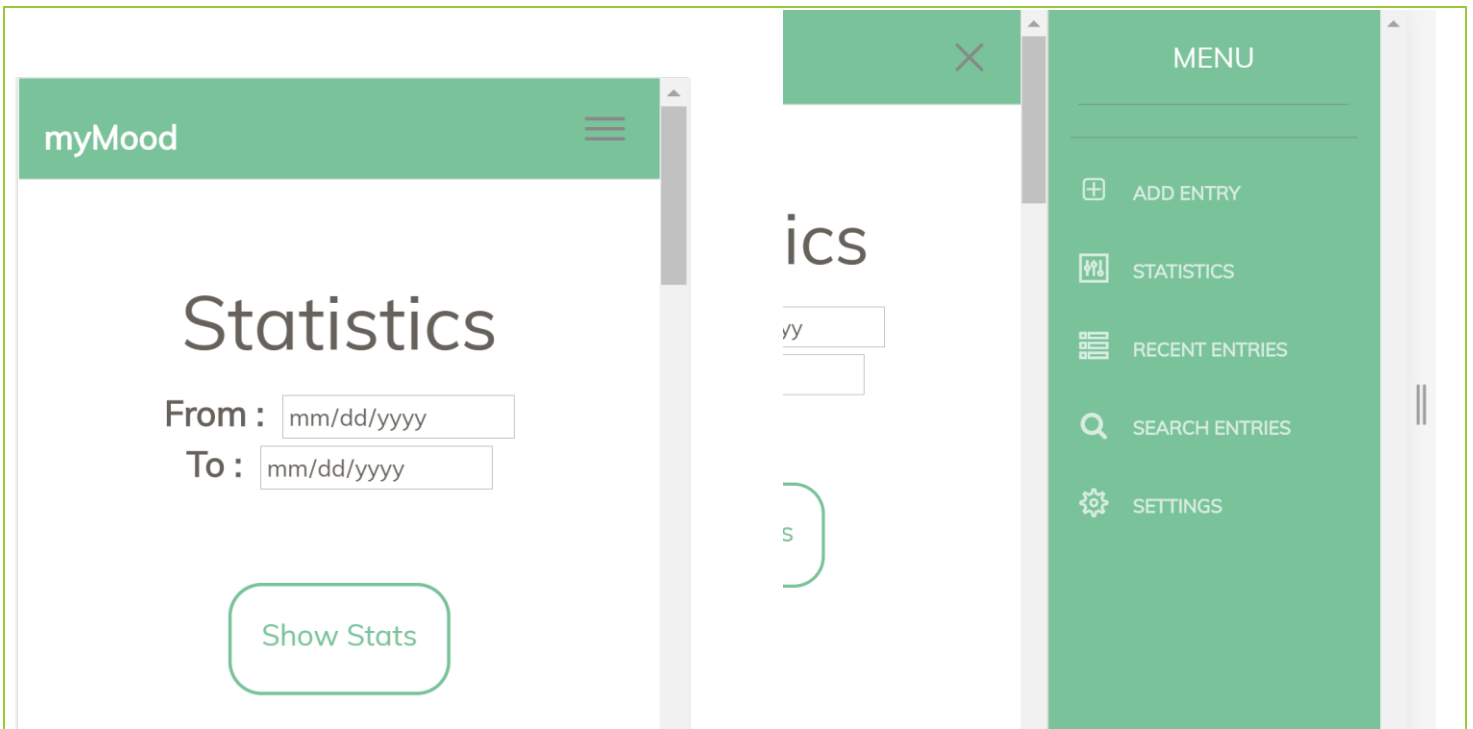 myMood
Statistics
From : mm/dd/yyyy
To : mm/dd/yyyy
Show Stats
ics
yy
s
MENU
ADD ENTRY
STATISTICS
RECENT ENTRIES
SEARCH ENTRIES
SETTINGS